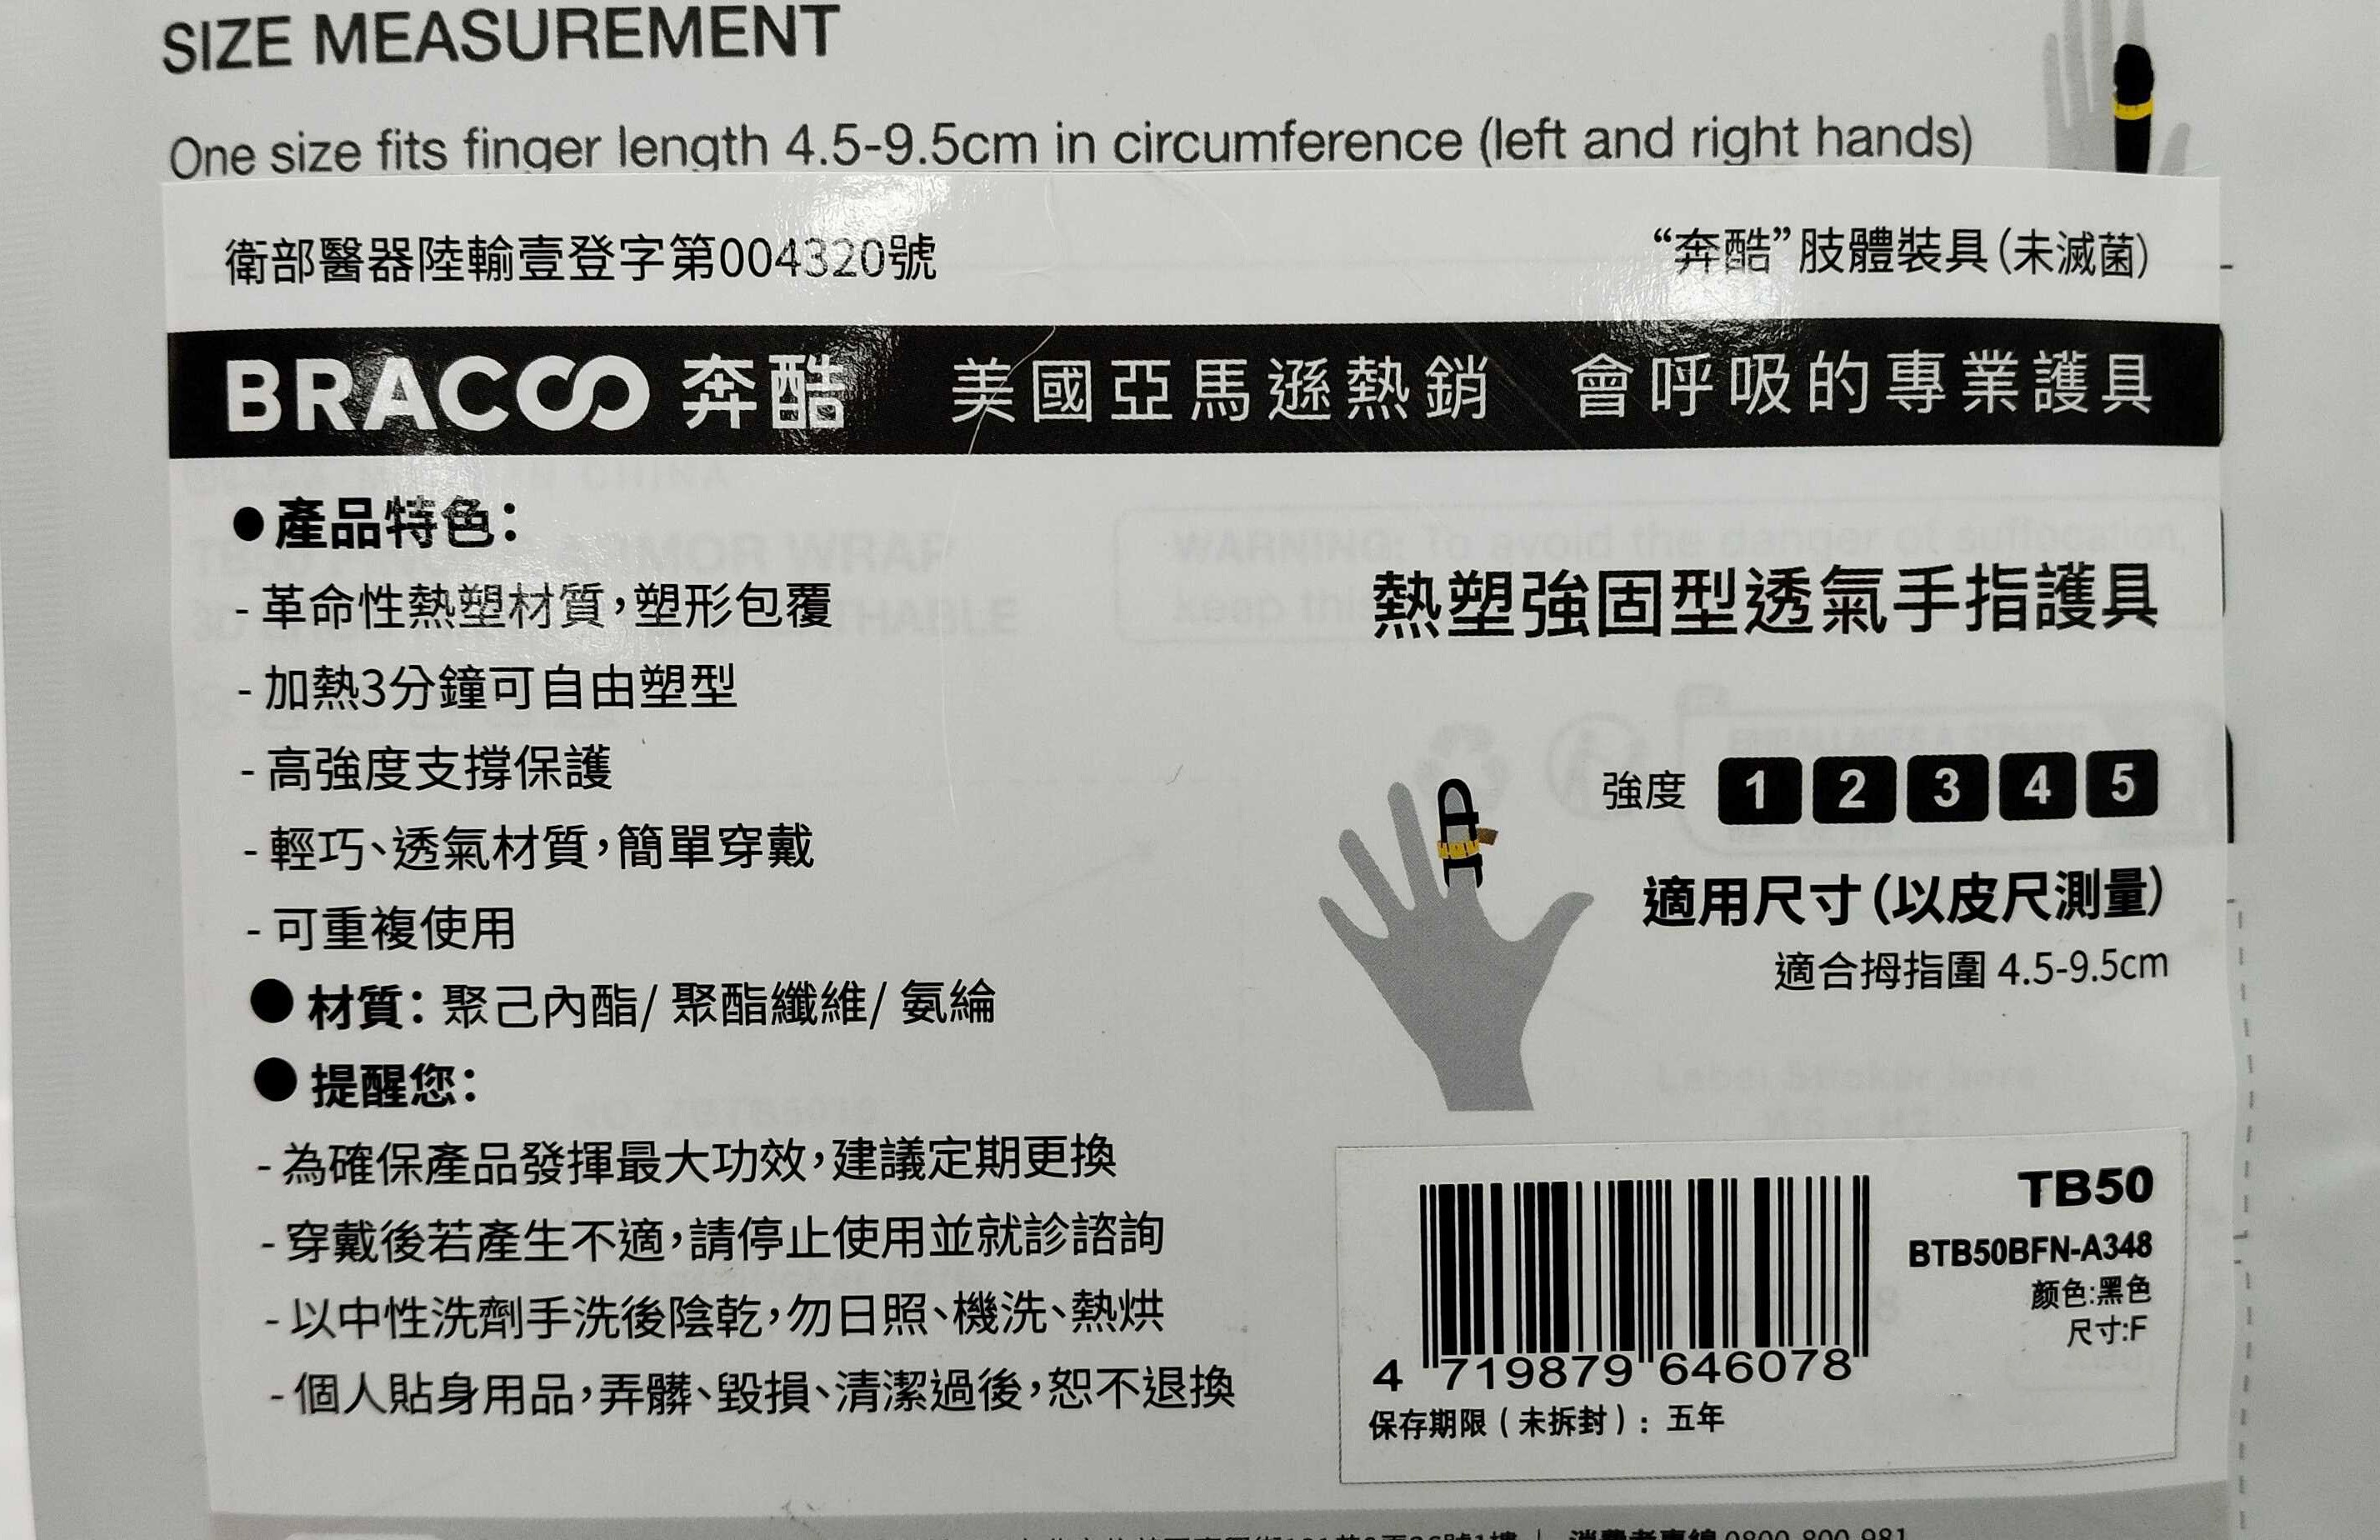 SIZE MEASUREMENT
One size fits finger length 4.5-9.5cm in circumference (left and right hands)
衛部醫器陸輸壹登字第004320號
“奔酷”肢體裝具(未滅菌)
BRACOO 奔酷 美國亞馬遜熱銷 會呼吸的專業護具
●產品特色：
- 革命性熱塑材質，塑形包覆
- 加熱3分鐘可自由塑型
- 高強度支撐保護
- 輕巧、透氣材質，簡單穿戴
- 可重複使用
● 材質：聚己內酯/ 聚酯纖維/ 氨綸
● 提醒您：
- 為確保產品發揮最大功效，建議定期更換
- 穿戴後若產生不適，請停止使用並就診諮詢
- 以中性洗劑手洗後陰乾，勿日照、機洗、熱烘
- 個人貼身用品，弄髒、毀損、清潔過後，恕不退換
熱塑強固型透氣手指護具
強度 1 2 3 4 5
適用尺寸(以皮尺測量)
適合拇指圍 4.5-9.5cm
TB50
BTB50BFN-A348
颜色:黑色
尺寸:F
4 719879 646078
保存期限(未拆封)：五年
消費者專線 0800-800-981